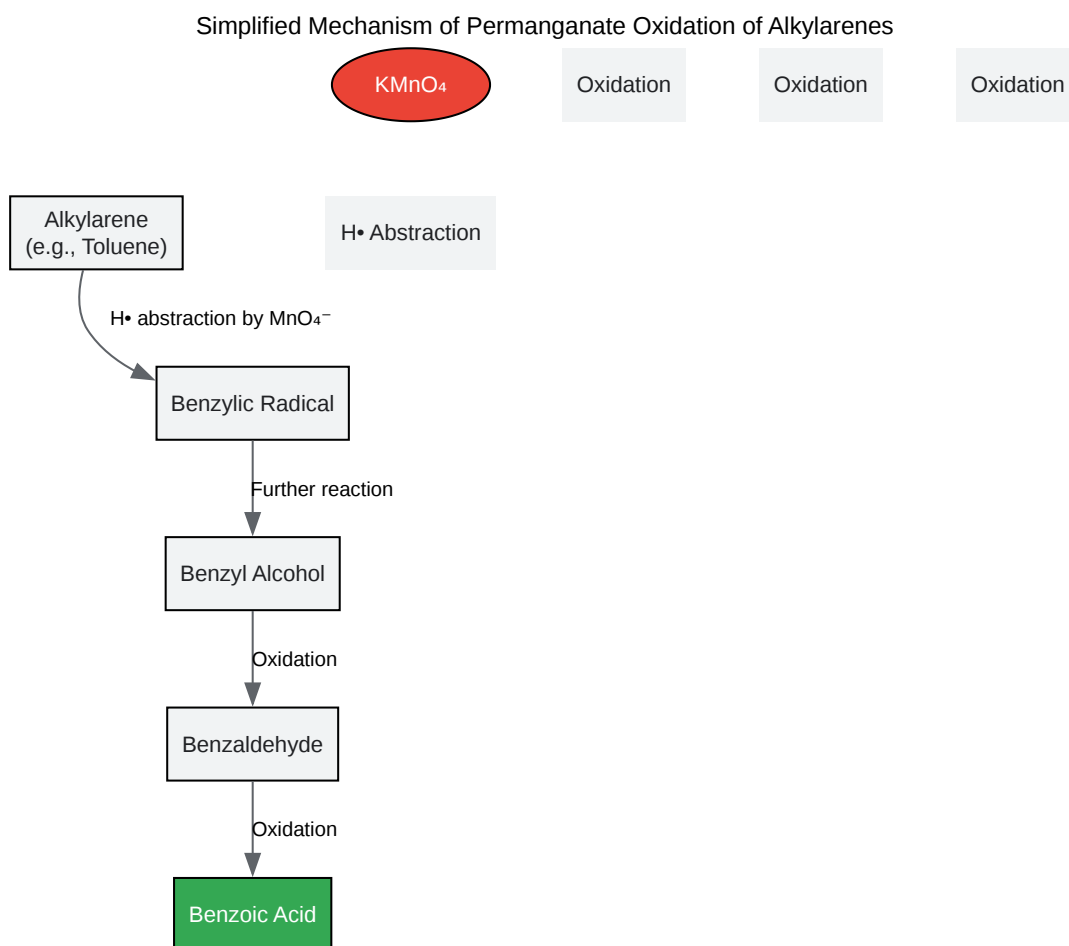 Simplified Mechanism of Permanganate Oxidation of Alkylarenes
KMnO₄
Oxidation
Oxidation
Oxidation
Alkylarene
(e.g., Toluene)
H• Abstraction
H• abstraction by MnO₄⁻
Benzylic Radical
Further reaction
Benzyl Alcohol
Oxidation
Benzaldehyde
Oxidation
Benzoic Acid